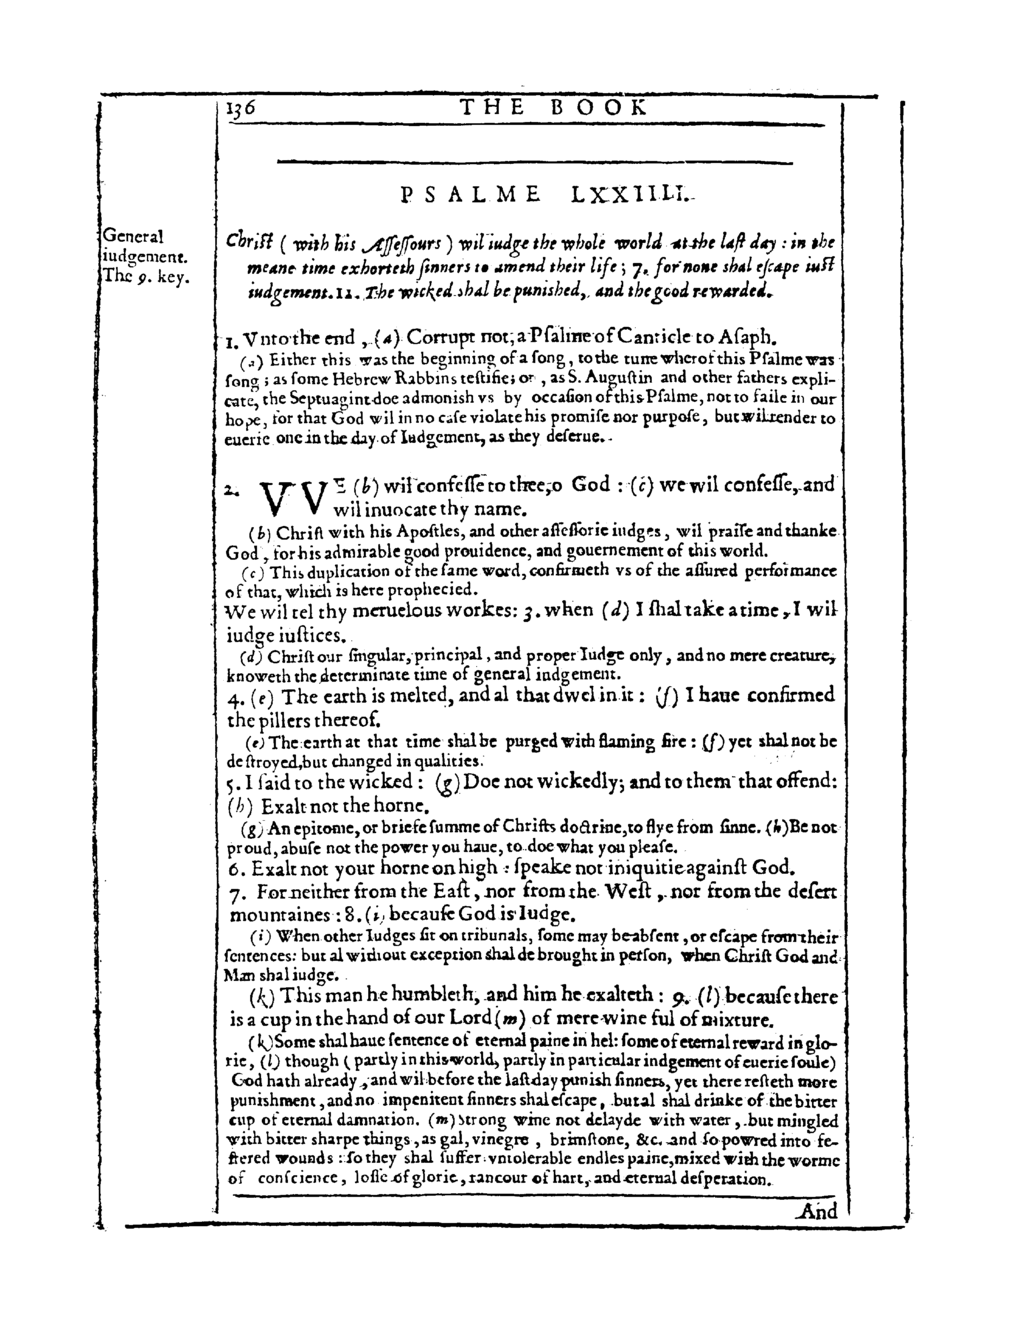 136 THE BOOK
PSALME LXXIIII.
General
iudgement.
The 9. key.
Chriſt ( with his Aſſeſſours ) wil iudge the whole world at the laſt day : in the
meane time exhorteth ſinners to amend their life ; 7. for none shal eſcape iuſt
iudgement. 11. The wicked shal be punished, and the good rewarded.
1. Vnto the end , (a) Corrupt not, a Pſalme of Canticle to Aſaph.
(a) Either this was the beginning of a ſong , to the tune wherof this Pſalme was
ſong ; as ſome Hebrew Rabbins teſtifie; or , as S. Auguſtin and other fathers expli-
cate, the Septuagint doe admonish vs by occaſion of this Pſalme, not to faile in our
hope, for that God wil in no caſe violate his promiſe nor purpoſe , but wil render to
euerie one in the day of Iudgement, as they deſerue.
2. VVE (b) wil confeſſe to thee, o God : (c) we wil confeſſe, and
wil inuocate thy name.
(b) Chriſt with his Apoſtles, and other aſſeſſorie iudges , wil praiſe and thanke
God , for his admirable good prouidence, and gouernement of this world.
(c) This duplication of the ſame word, confirmeth vs of the aſſured performance
of that, which is here prophecied.
We wil tel thy meruelous workes: 3. when (d) I ſhal take a time , I wil
iudge iuſtices.
(d) Chriſt our ſingular, principal , and proper Iudge only , and no mere creature,
knoweth the determinate time of general iudgement.
4. (e) The earth is melted, and al that dwel in it : (f) I haue confirmed
the pillers thereof.
(e) The earth at that time shal be purged with flaming fire : (f) yet shal not be
deſtroyed, but changed in qualities.
5. I ſaid to the wicked : (g) Doe not wickedly; and to them that offend:
(h) Exalt not the horne.
(g) An epitome, or briefe ſumme of Chriſts doctrine, to flye from ſinne. (h) Be not
proud, abuſe not the power you haue, to doe what you pleaſe.
6. Exalt not your horne on high : ſpeake not iniquitie againſt God.
7. For neither from the Eaſt , nor from the Weſt , nor from the deſert
mountaines : 8. (i) becauſe God is Iudge.
(i) When other Iudges ſit on tribunals, ſome may be abſent , or eſcape from their
ſentences: but al without exception shal de brought in perſon, when Chriſt God and
Man shal iudge.
(k) This man he humbleth, and him he exalteth : 9. (l) becauſe there
is a cup in the hand of our Lord (m) of mere wine ful of mixture.
(k) Some shal haue ſentence of eternal paine in hel: ſome of eternal reward in glo-
rie, (l) though ( partly in this world, partly in particular iudgement of euerie ſoule)
God hath already , and wil before the laſt day punish ſinners, yet there reſteth more
punishment , and no impenitent ſinners shal eſcape, but al shal drinke of the bitter
cup of eternal damnation. (m) Strong wine not delayde with water , but mingled
with bitter sharpe things , as gal, vinegre , brimſtone, &c. and ſo powred into fe-
ſtered wounds : ſo they shal ſuffer vntolerable endles paine, mixed with the worme
of conſcience, loſſe of glorie, rancour of hart, and eternal deſperation.
And